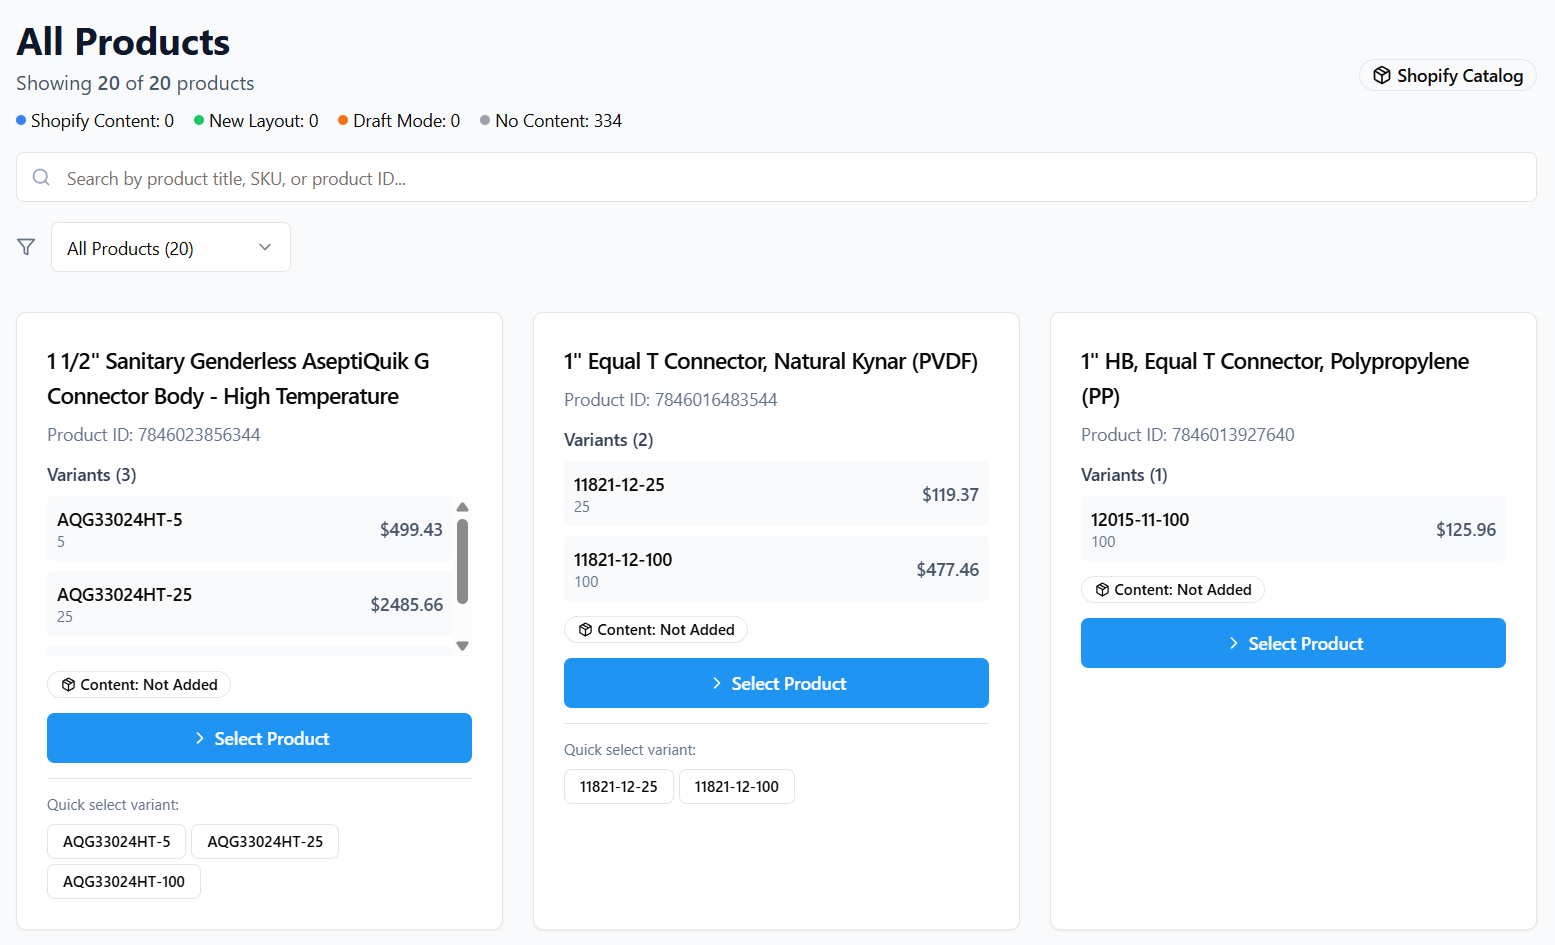 All Products
Showing 20 of 20 products
Shopify Catalog
Shopify Content: 0 New Layout: 0 Draft Mode: 0 No Content: 334
Search by product title, SKU, or product ID...
All Products (20)
1 1/2" Sanitary Genderless AseptiQuik G
Connector Body - High Temperature
Product ID: 7846023856344
Variants (3)
AQG33024HT-5
5
$499.43
AQG33024HT-25
25
$2485.66
Content: Not Added
Select Product
Quick select variant:
AQG33024HT-5 AQG33024HT-25
AQG33024HT-100
1" Equal T Connector, Natural Kynar (PVDF)
Product ID: 7846016483544
Variants (2)
11821-12-25
25
$119.37
11821-12-100
100
$477.46
Content: Not Added
Select Product
Quick select variant:
11821-12-25 11821-12-100
1" HB, Equal T Connector, Polypropylene
(PP)
Product ID: 7846013927640
Variants (1)
12015-11-100
100
$125.96
Content: Not Added
Select Product